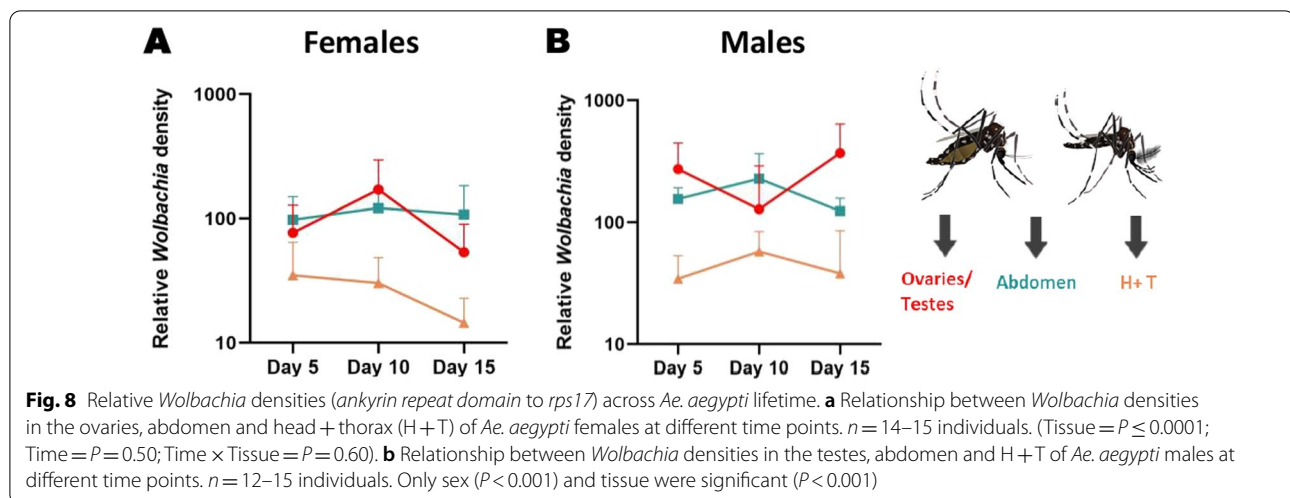 A Females
Relative Wolbachia density
1000
100
10
Day 5 Day 10 Day 15
B Males
Relative Wolbachia density
1000
100
10
Day 5 Day 10 Day 15
Ovaries/
Testes
Abdomen
H+ T
Fig. 8 Relative Wolbachia densities (ankyrin repeat domain to rps17) across Ae. aegypti lifetime. a Relationship between Wolbachia densities
in the ovaries, abdomen and head + thorax (H + T) of Ae. aegypti females at different time points. n = 14–15 individuals. (Tissue = P ≤ 0.0001;
Time = P = 0.50; Time × Tissue = P = 0.60). b Relationship between Wolbachia densities in the testes, abdomen and H + T of Ae. aegypti males at
different time points. n = 12–15 individuals. Only sex (P < 0.001) and tissue were significant (P < 0.001)